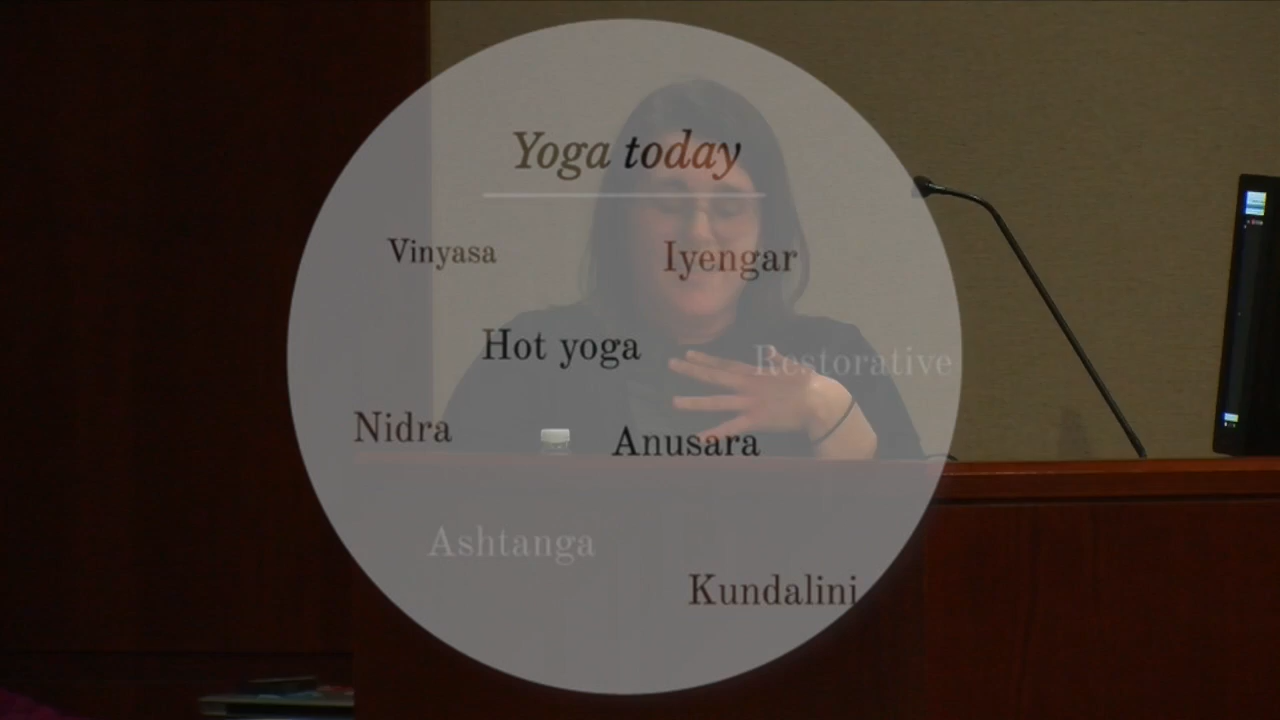 Yoga today
Vinyasa
Iyengar
Hot yoga
Restorative
Nidra
Anusara
Ashtanga
Kundalini